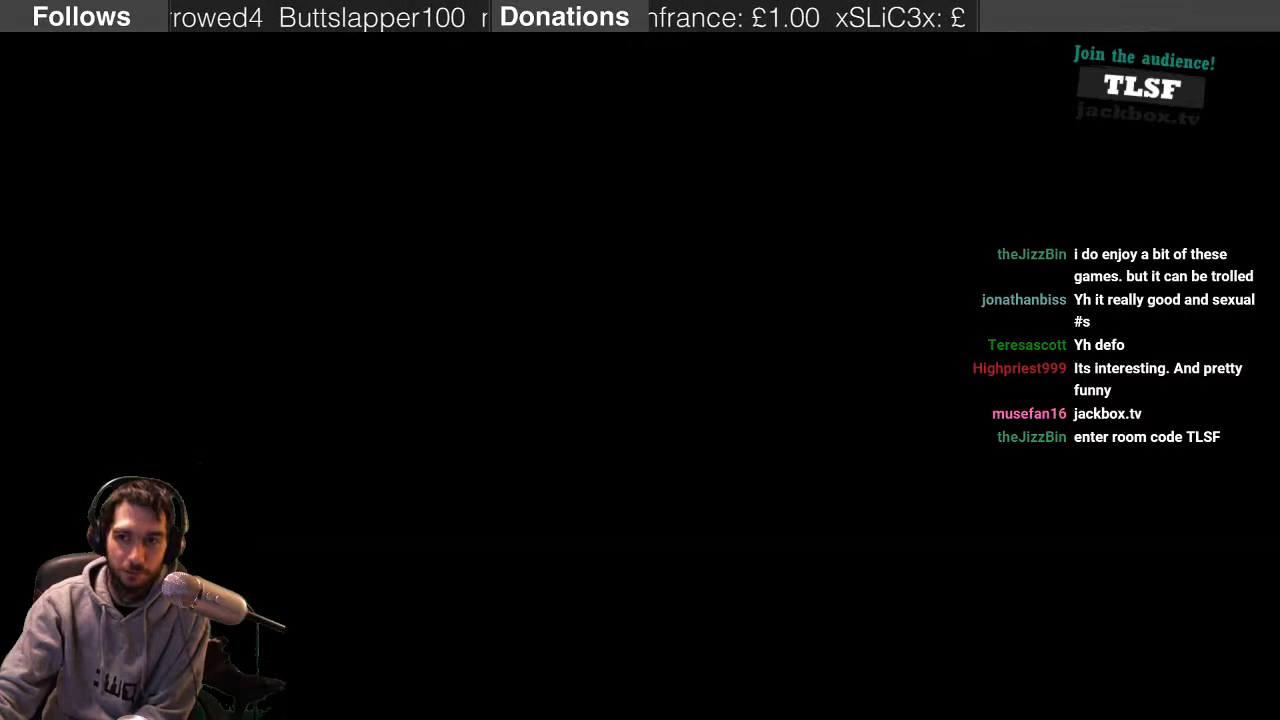 Follows rrowed4 Buttslapper100 Donations nfrance: £1.00 xSLiC3x: £
Join the audience!
TLSF
jackbox.tv
theJizzBin i do enjoy a bit of these
games. but it can be trolled
jonathanbiss Yh it really good and sexual
#s
Teresascott Yh defo
Highpriest999 Its interesting. And pretty
funny
musefan16 jackbox.tv
theJizzBin enter room code TLSF